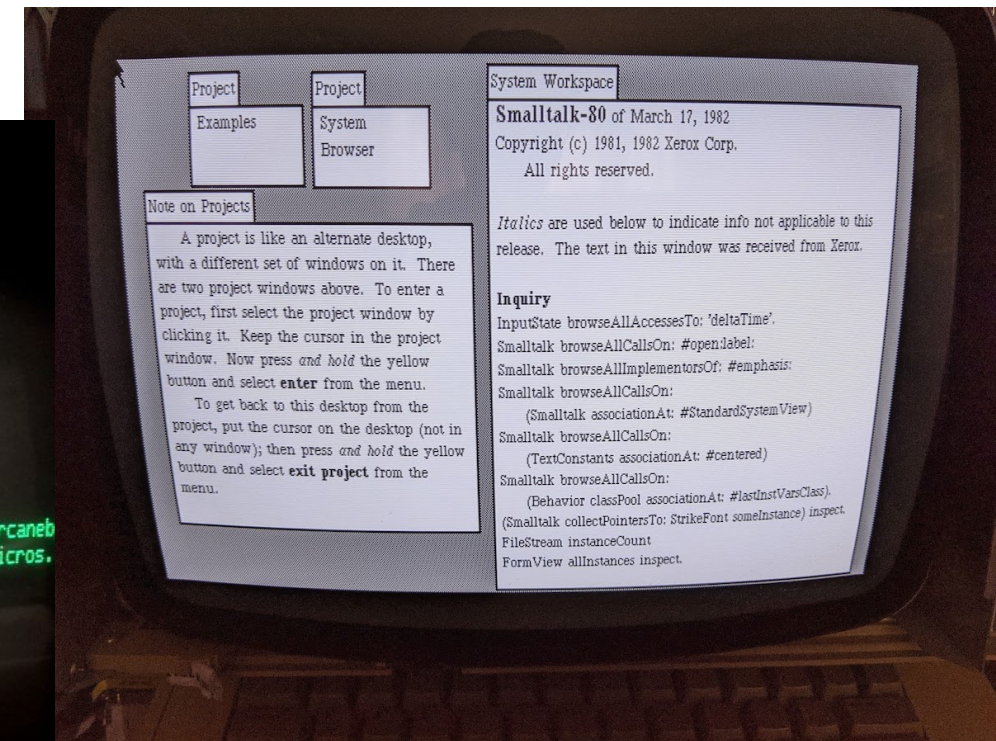 Project
Examples
Project
System
Browser
Note on Projects
A project is like an alternate desktop,
with a different set of windows on it. There
are two project windows above. To enter a
project, first select the project window by
clicking it. Keep the cursor in the project
window. Now press and hold the yellow
button and select enter from the menu.
To get back to this desktop from the
project, put the cursor on the desktop (not in
any window); then press and hold the yellow
button and select exit project from the
menu.
System Workspace
Smalltalk-80 of March 17, 1982
Copyright (c) 1981, 1982 Xerox Corp.
All rights reserved.
Italics are used below to indicate info not applicable to this
release. The text in this window was received from Xerox.
Inquiry
InputState browseAllAccessesTo: 'deltaTime'.
Smalltalk browseAllCallsOn: #open:label:
Smalltalk browseAllImplementorsOf: #emphasis:
Smalltalk browseAllCallsOn:
(Smalltalk associationAt: #StandardSystemView)
Smalltalk browseAllCallsOn:
(TextConstants associationAt: #centered)
Smalltalk browseAllCallsOn:
(Behavior classPool associationAt: #lastInstVarsClass).
(Smalltalk collectPointersTo: StrikeFont someInstance) inspect.
FileStream instanceCount
FormView allInstances inspect.
rcaneb
icros.